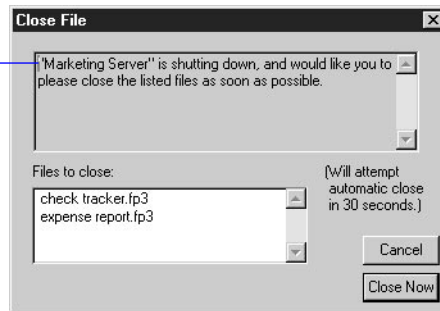 Close File
"Marketing Server" is shutting down, and would like you to
please close the listed files as soon as possible.
Files to close:
check tracker.fp3
expense report.fp3
(Will attempt
automatic close
in 30 seconds.)
Cancel
Close Now